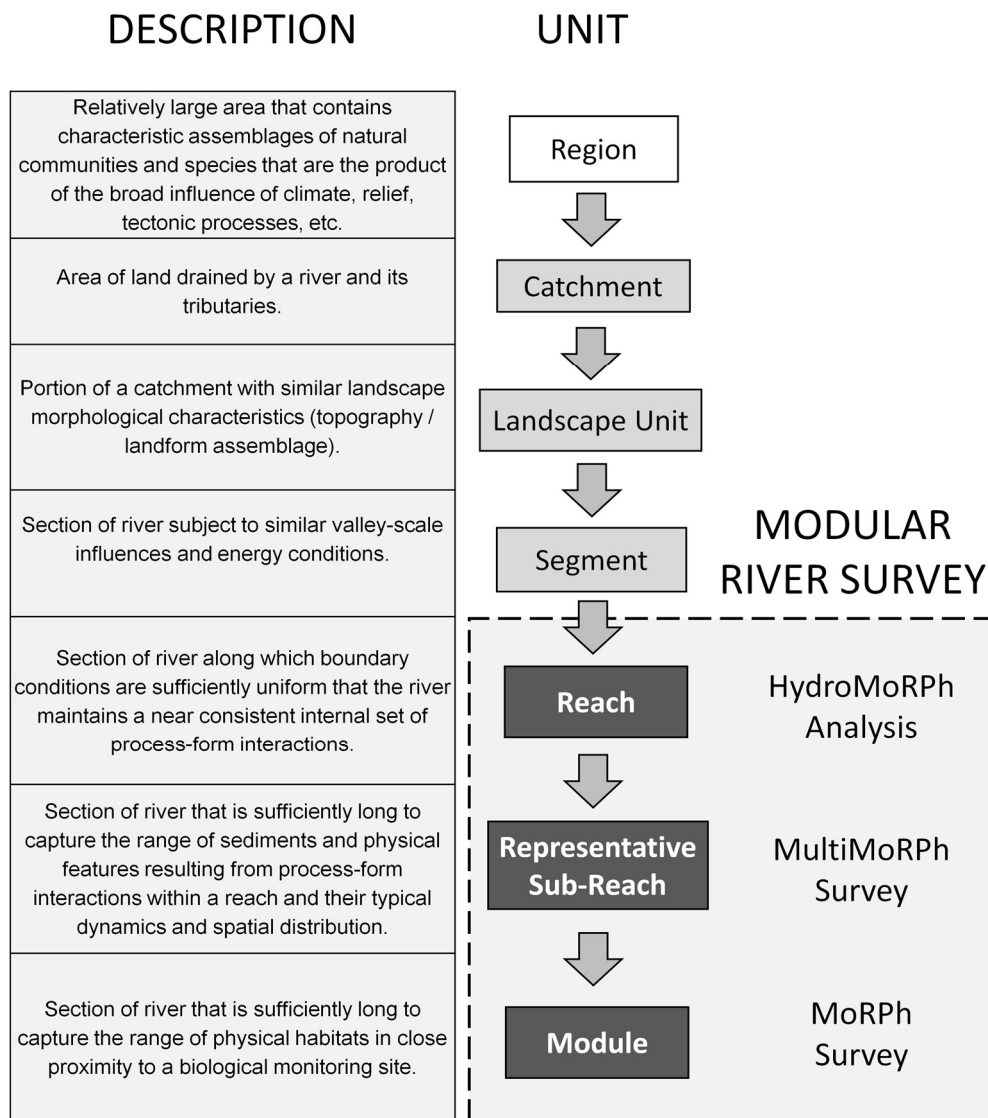 DESCRIPTION
UNIT
Relatively large area that contains
characteristic assemblages of natural
communities and species that are the product
of the broad influence of climate, relief,
tectonic processes, etc.
Region
Area of land drained by a river and its
tributaries.
Catchment
Portion of a catchment with similar landscape
morphological characteristics (topography /
landform assemblage).
Landscape Unit
Section of river subject to similar valley-scale
influences and energy conditions.
Segment
MODULAR
RIVER SURVEY
Section of river along which boundary
conditions are sufficiently uniform that the river
maintains a near consistent internal set of
process-form interactions.
Reach
HydroMoRPh
Analysis
Section of river that is sufficiently long to
capture the range of sediments and physical
features resulting from process-form
interactions within a reach and their typical
dynamics and spatial distribution.
Representative
Sub-Reach
MultiMoRPh
Survey
Section of river that is sufficiently long to
capture the range of physical habitats in close
proximity to a biological monitoring site.
Module
MoRPh
Survey